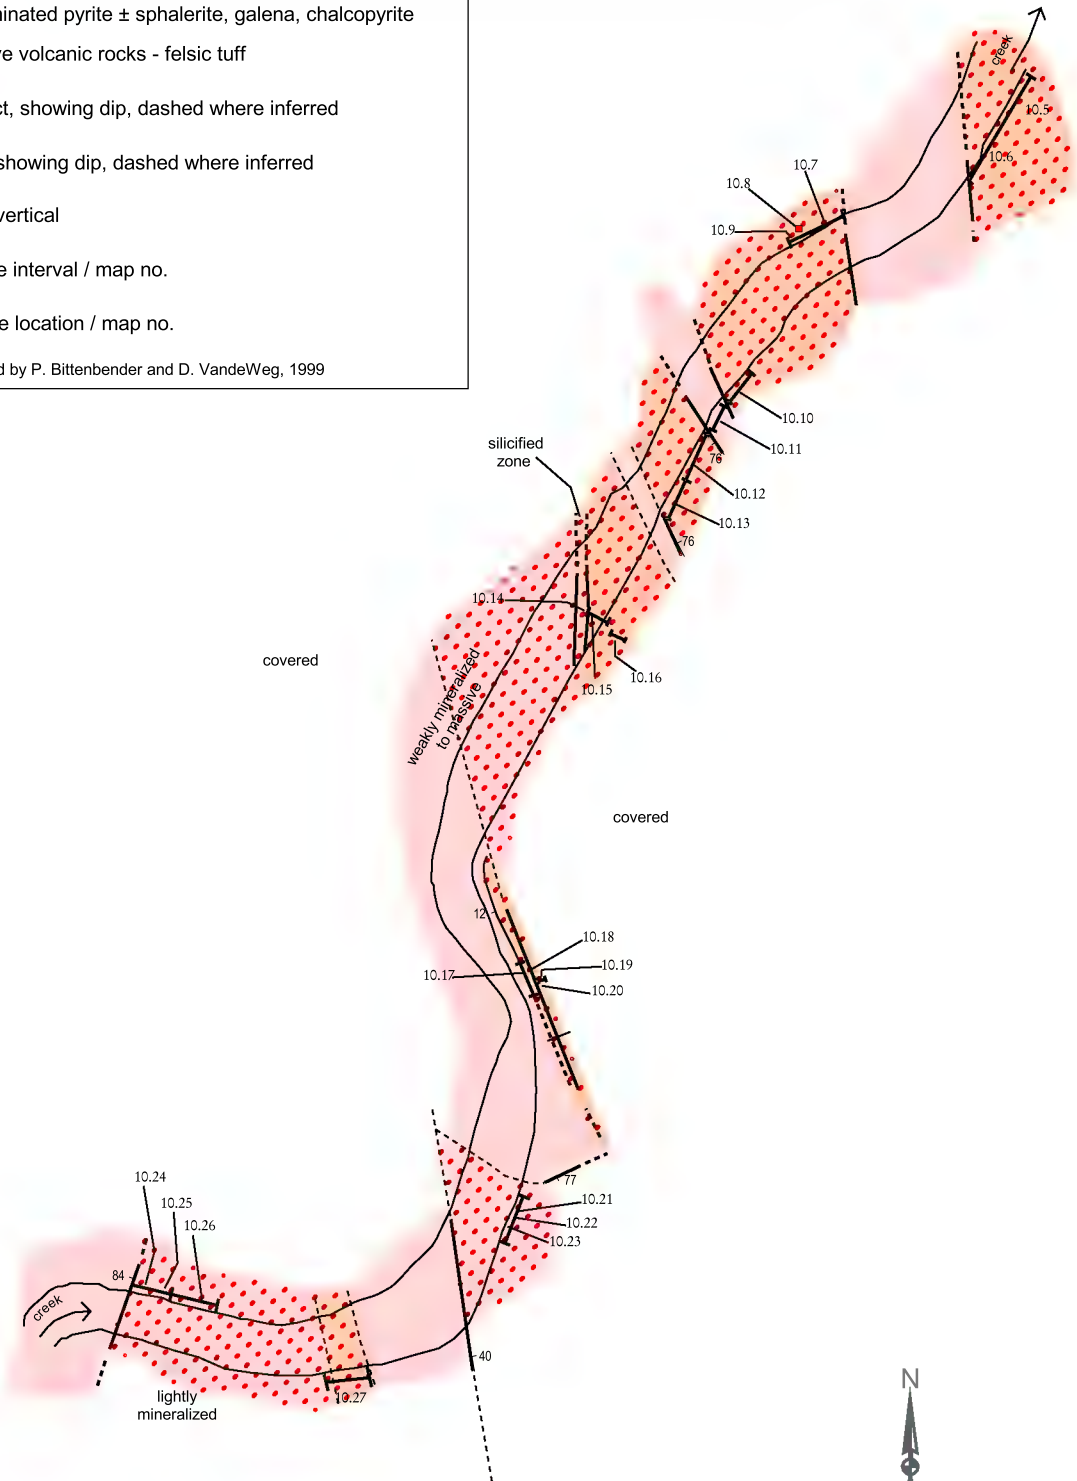 ninated pyrite ± sphalerite, galena, chalcopyrite
ve volcanic rocks - felsic tuff
ct, showing dip, dashed where inferred
showing dip, dashed where inferred
vertical
e interval / map no.
e location / map no.
d by P. Bittenbender and D. VandeWeg, 1999
creek
10.5
10.6
10.7
10.8
10.9
10.10
10.11
76
10.12
10.13
76
silicified
zone
10.14
10.15
10.16
covered
weakly mineralized
to massive
covered
12
10.18
10.19
10.17
10.20
77
10.21
10.22
10.23
10.24
10.25
10.26
84
creek
40
10.27
lightly
mineralized
N